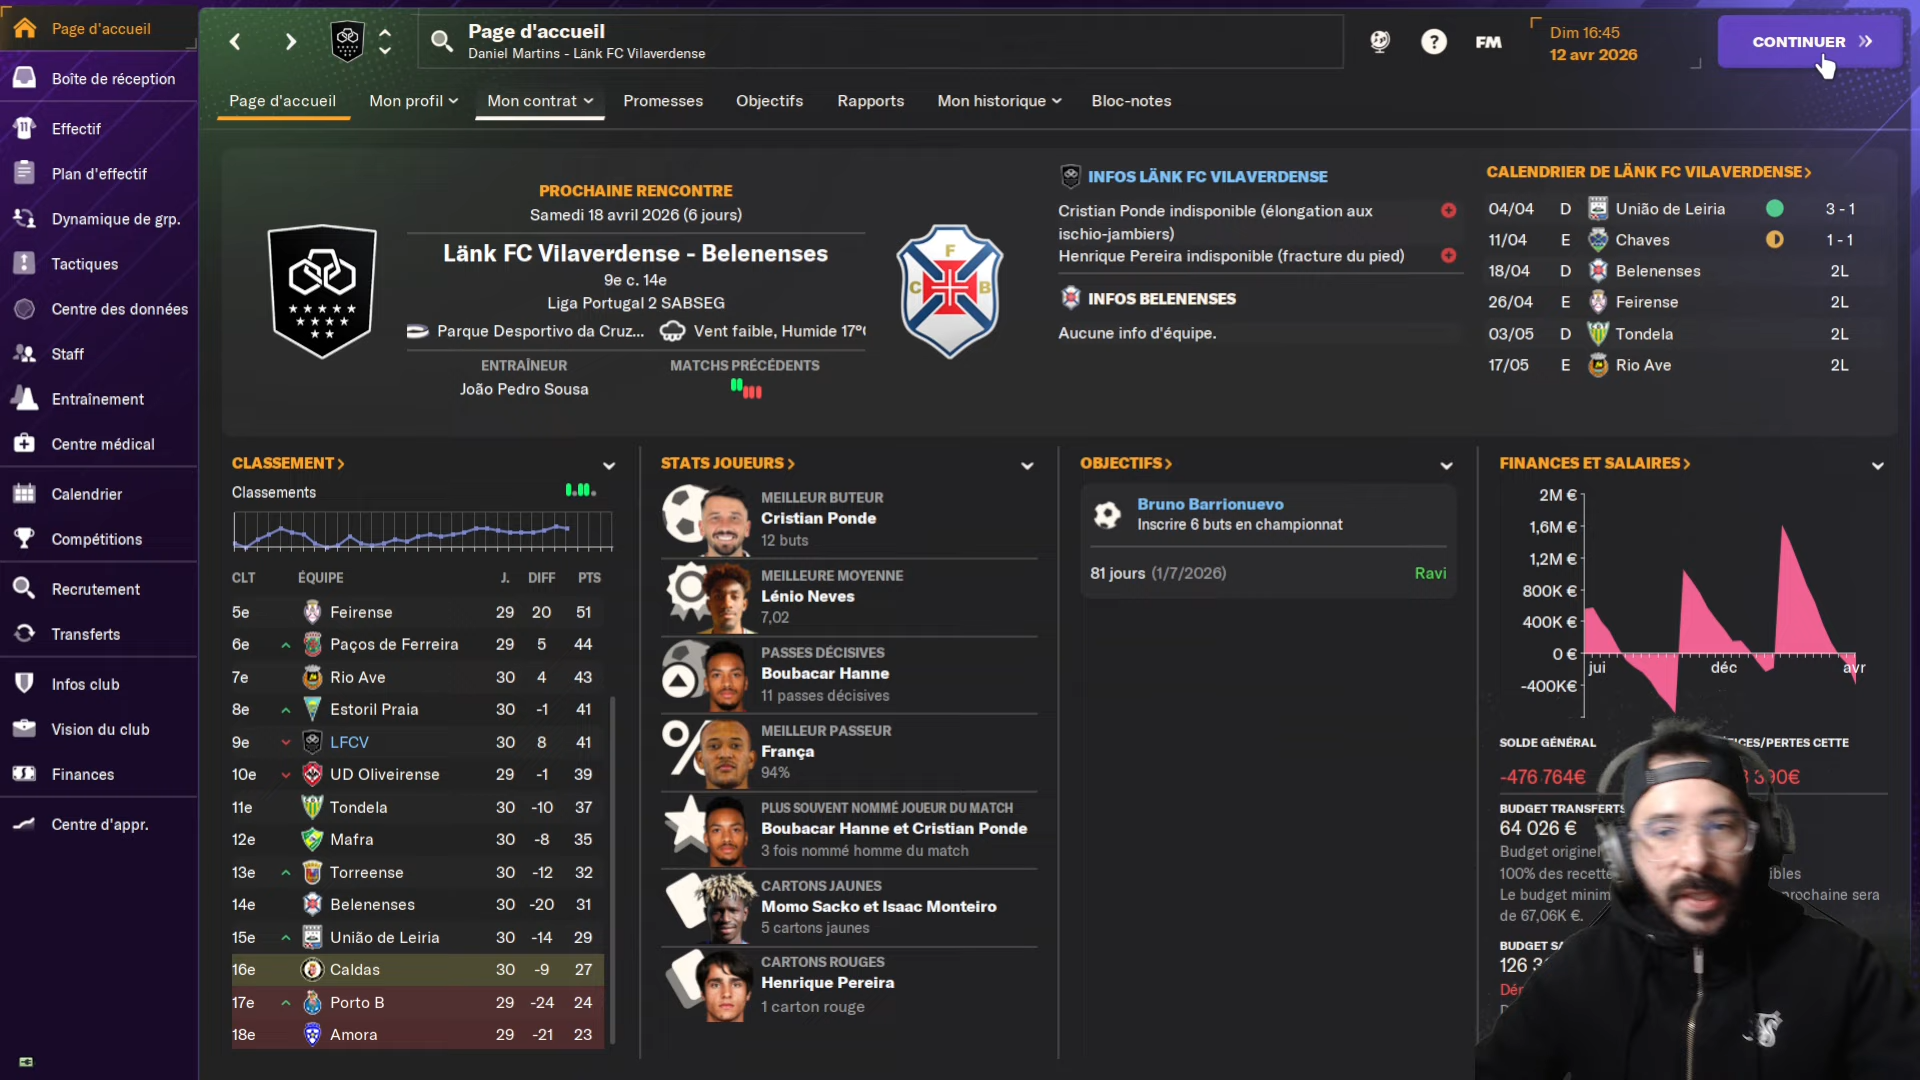 Page d'accueil
Boîte de réception
Effectif
Plan d'effectif
Dynamique de grp.
Tactiques
Centre des données
Staff
Entraînement
Centre médical
Calendrier
Compétitions
Recrutement
Transferts
Infos club
Vision du club
Finances
Centre d'appr.
Page d'accueil
Daniel Martins - Länk FC Vilaverdense
?
FM
Dim 16:45
12 avr 2026
CONTINUER
Page d'accueil
Mon profil
Mon contrat
Promesses
Objectifs
Rapports
Mon historique
Bloc-notes
PROCHAINE RENCONTRE
Samedi 18 avril 2026 (6 jours)
Länk FC Vilaverdense - Belenenses
9e c. 14e
Liga Portugal 2 SABSEG
Parque Desportivo da Cruz... Vent faible, Humide 17°
ENTRAÎNEUR
João Pedro Sousa
MATCHS PRÉCÉDENTS
F
C B
INFOS LÄNK FC VILAVERDENSE
Cristian Ponde indisponible (élongation aux
ischio-jambiers)
Henrique Pereira indisponible (fracture du pied)
INFOS BELENENSES
Aucune info d'équipe.
CALENDRIER DE LÄNK FC VILAVERDENSE
04/04 D União de Leiria 3 - 1
11/04 E Chaves 1 - 1
18/04 D Belenenses 2L
26/04 E Feirense 2L
03/05 D Tondela 2L
17/05 E Rio Ave 2L
CLASSEMENT
Classements
CLT ÉQUIPE J. DIFF PTS
5e Feirense 29 20 51
6e Paços de Ferreira 29 5 44
7e Rio Ave 30 4 43
8e Estoril Praia 30 -1 41
9e LFCV 30 8 41
10e UD Oliveirense 29 -1 39
11e Tondela 30 -10 37
12e Mafra 30 -8 35
13e Torreense 30 -12 32
14e Belenenses 30 -20 31
15e União de Leiria 30 -14 29
16e Caldas 30 -9 27
17e Porto B 29 -24 24
18e Amora 29 -21 23
STATS JOUEURS
MEILLEUR BUTEUR
Cristian Ponde
12 buts
MEILLEURE MOYENNE
Lénio Neves
7,02
PASSES DÉCISIVES
Boubacar Hanne
11 passes décisives
MEILLEUR PASSEUR
França
94%
PLUS SOUVENT NOMMÉ JOUEUR DU MATCH
Boubacar Hanne et Cristian Ponde
3 fois nommé homme du match
CARTONS JAUNES
Momo Sacko et Isaac Monteiro
5 cartons jaunes
CARTONS ROUGES
Henrique Pereira
1 carton rouge
OBJECTIFS
Bruno Barrionuevo
Inscrire 6 buts en championnat
81 jours (1/7/2026) Ravi
FINANCES ET SALAIRES
2M €
1,6M €
1,2M €
800K €
400K €
0 €
-400K€
jui déc avr
SOLDE GÉNÉRAL
-476 764€
ICES/PERTES CETTE
390€
BUDGET TRANSFERTS
64 026 €
Budget origine
100% des recette ibles
Le budget minim prochaine sera
de 67,06K €.
BUDGET SA
126 3